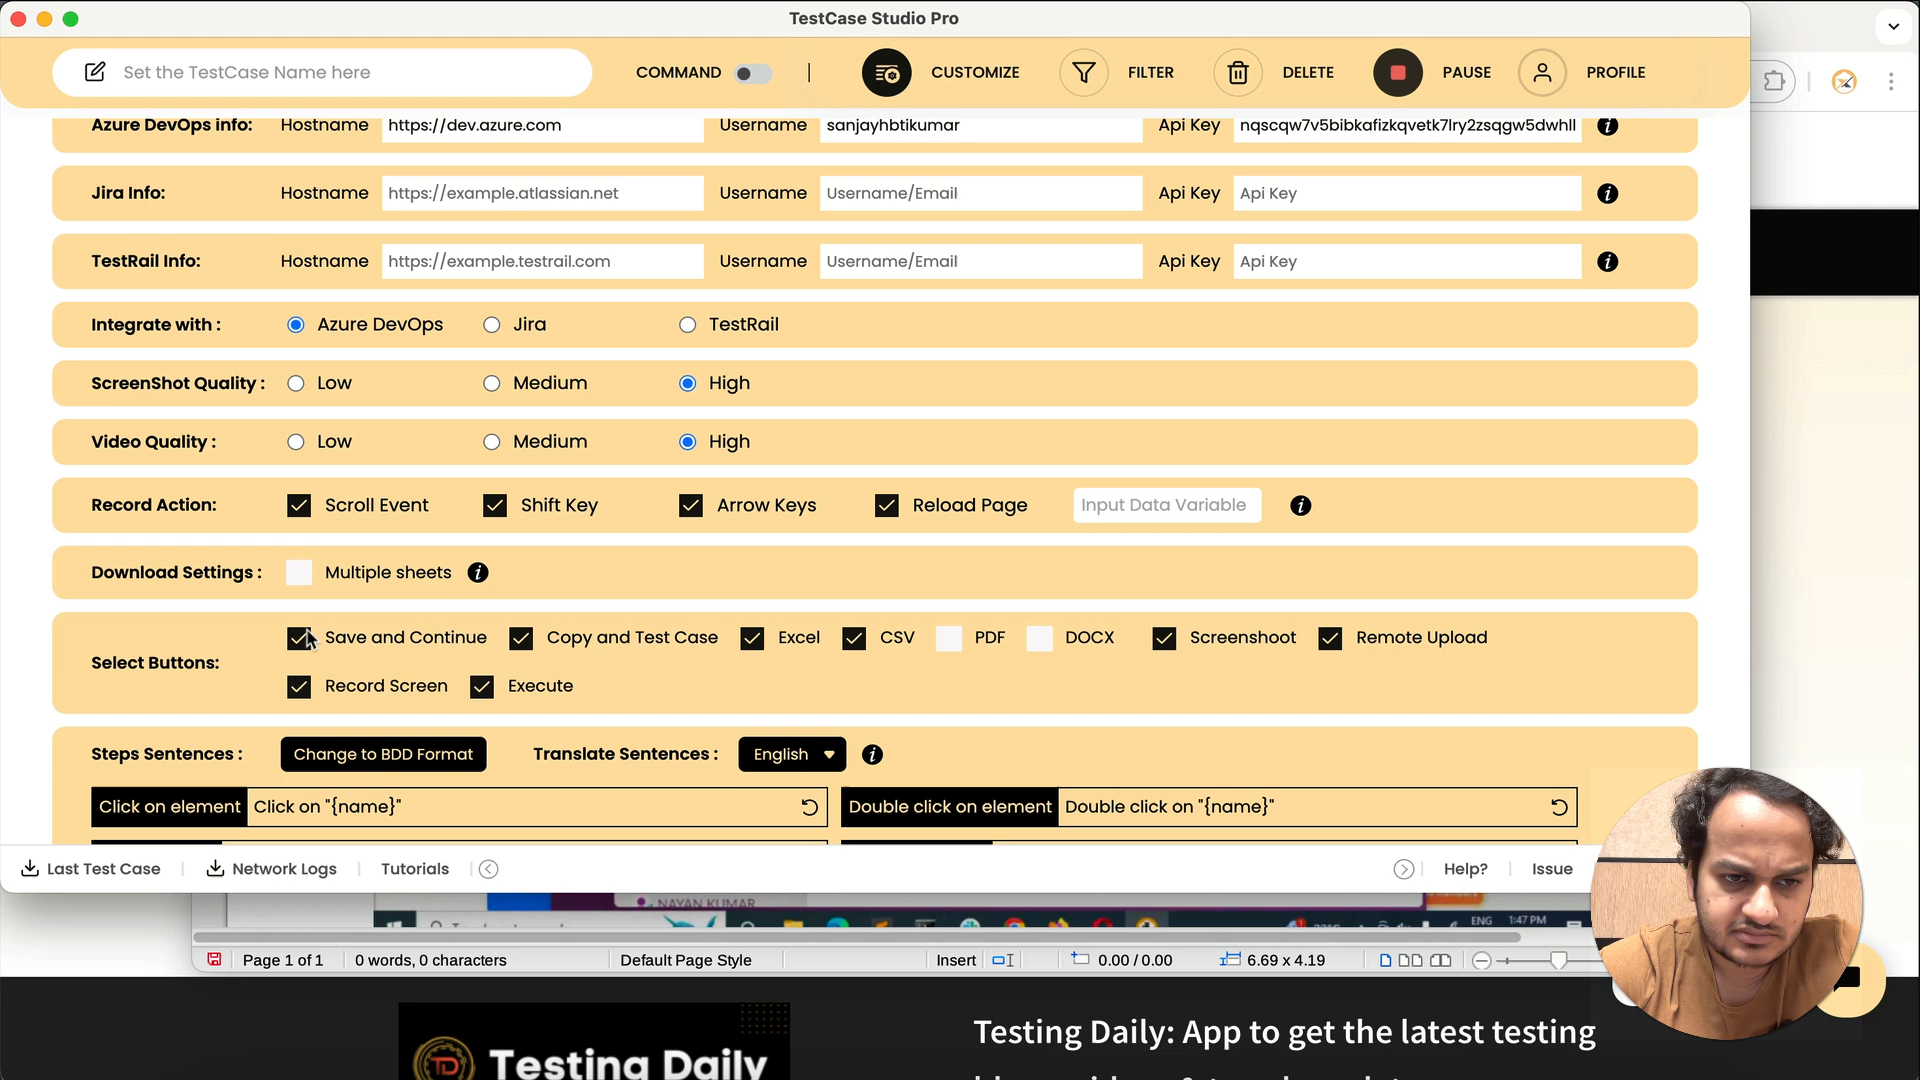 TestCase Studio Pro
Set the TestCase Name here
COMMAND | CUSTOMIZE FILTER DELETE PAUSE PROFILE
Azure DevOps info: Hostname https://dev.azure.com Username sanjayhbtikumar Api Key nqscqw7v5bibkafizkqvetk7lry2zsqgw5dwhll
Jira Info: Hostname https://example.atlassian.net Username Username/Email Api Key Api Key
TestRail Info: Hostname https://example.testrail.com Username Username/Email Api Key Api Key
Integrate with : Azure DevOps Jira TestRail
ScreenShot Quality : Low Medium High
Video Quality : Low Medium High
Record Action: Scroll Event Shift Key Arrow Keys Reload Page Input Data Variable
Download Settings : Multiple sheets
Select Buttons: Save and Continue Copy and Test Case Excel CSV PDF DOCX Screenshoot Remote Upload
Record Screen Execute
Steps Sentences : Change to BDD Format Translate Sentences : English
Click on element Click on "{name}" Double click on element Double click on "{name}"
Last Test Case Network Logs Tutorials Help? Issue
NAYAN KUMAR
ENG 1:47 PM
Page 1 of 1 0 words, 0 characters Default Page Style Insert 0.00 / 0.00 6.69 x 4.19
TD Testing Daily
Testing Daily: App to get the latest testing